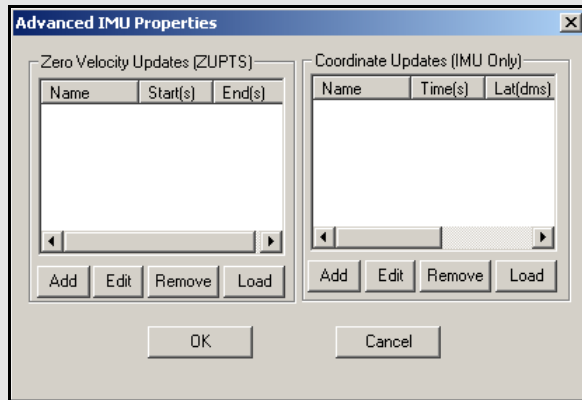 Advanced IMU Properties
Zero Velocity Updates (ZUPTS)
Name Start(s) End(s)
Add Edit Remove Load
Coordinate Updates (IMU Only)
Name Time(s) Lat(dms)
Add Edit Remove Load
OK Cancel